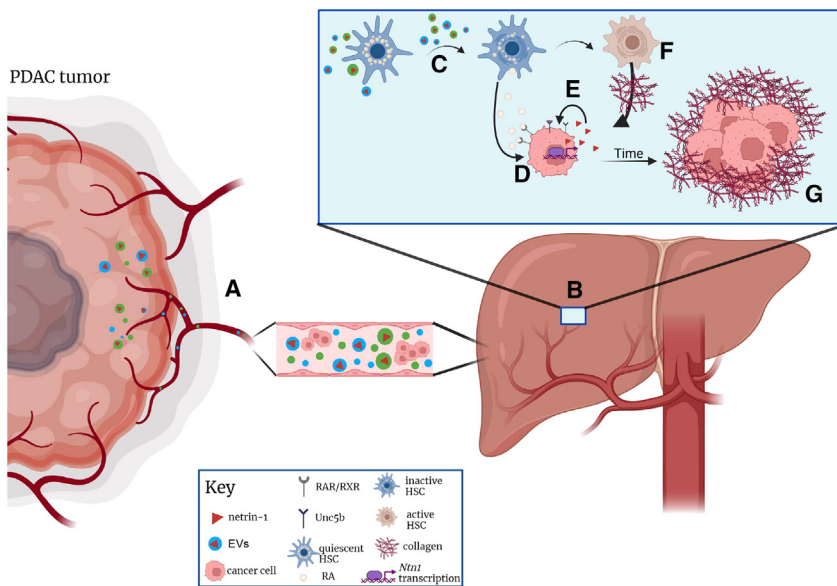 PDAC tumor
A
B
C
D
E
F
Time
G
Key
netrin-1
EVs
cancer cell
RAR/RXR
Unc5b
quiescent
HSC
RA
inactive
HSC
active
HSC
collagen
Ntn1
transcription